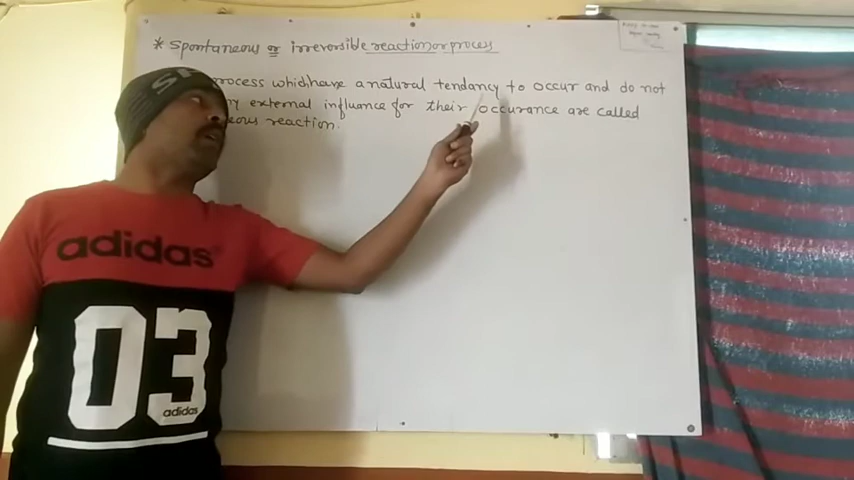 * Spontaneous or irreversible reaction or process
process which have a natural tendancy to occur and do not
external influence for their occurance are called
reaction.
adidas
03
adidas